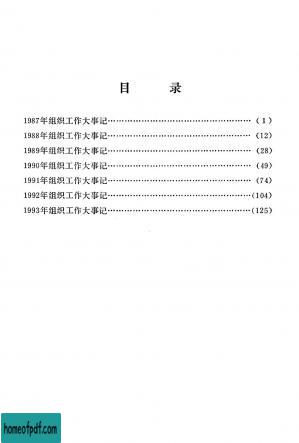 目 录
1987年组织工作大事记……………………………………………（1）
1988年组织工作大事记……………………………………………（12）
1989年组织工作大事记……………………………………………（28）
1990年组织工作大事记……………………………………………（49）
1991年组织工作大事记……………………………………………（74）
1992年组织工作大事记……………………………………………（104）
1993年组织工作大事记……………………………………………（125）
homeofpdf.com